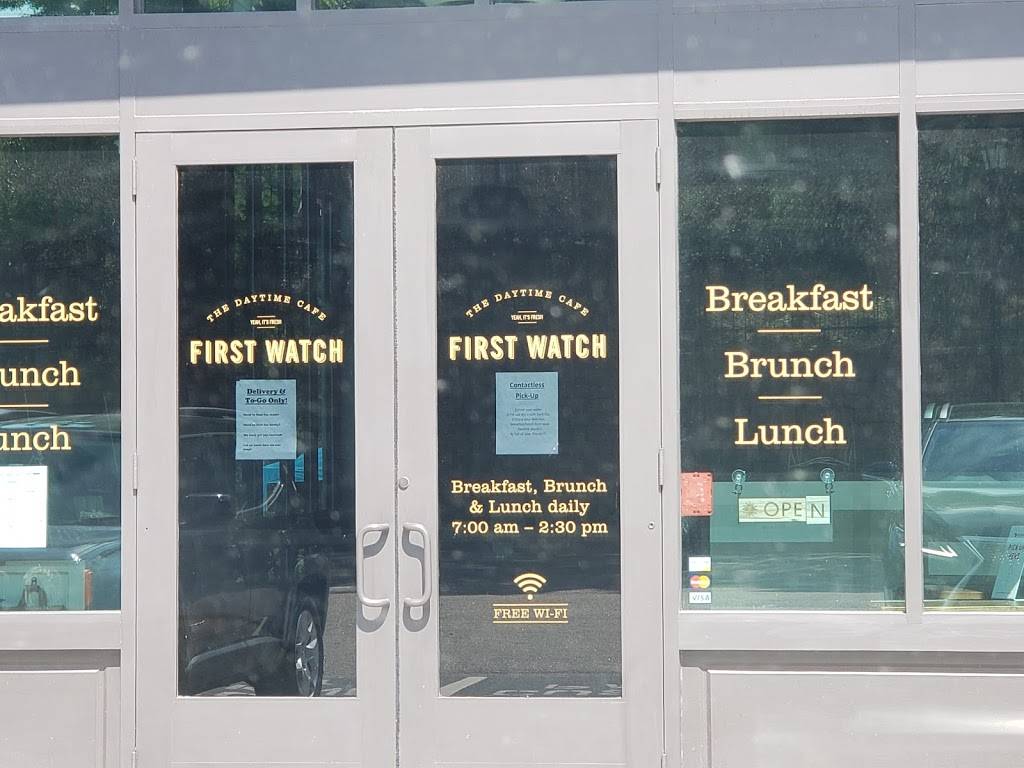 akfast
unch
unch
THE DAYTIME CAFE
YEAH, IT'S FRESH
FIRST WATCH
Delivery &
To-Go Only!
THE DAYTIME CAFE
YEAH, IT'S FRESH
FIRST WATCH
Contactless
Pick-Up
Breakfast, Brunch
& Lunch daily
7:00 am – 2:30 pm
FREE WI-FI
Breakfast
Brunch
Lunch
OPEN
VISA